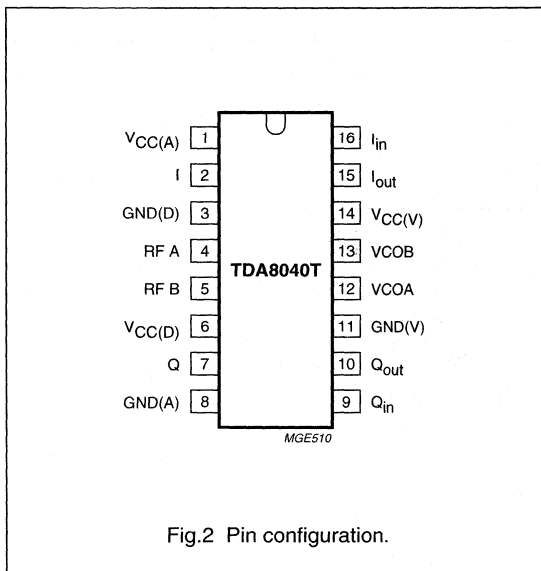 VCC(A) 1 16 Iin
I 2 15 Iout
GND(D) 3 14 VCC(V)
RF A 4 13 VCOB
TDA8040T
RF B 5 12 VCOA
VCC(D) 6 11 GND(V)
Q 7 10 Qout
GND(A) 8 9 Qin
MGE510
Fig.2 Pin configuration.